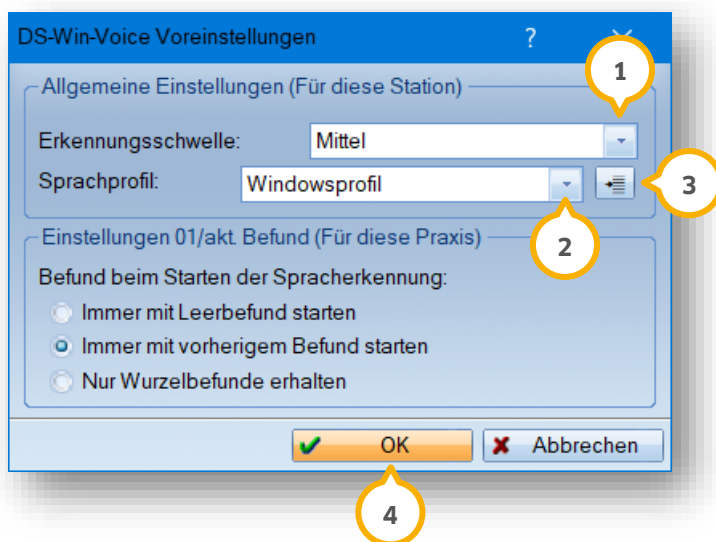 DS-Win-Voice Voreinstellungen ?
1
Allgemeine Einstellungen (Für diese Station)
Erkennungsschwelle: Mittel
Sprachprofil: Windowsprofil
3
2
Einstellungen 01/akt. Befund (Für diese Praxis)
Befund beim Starten der Spracherkennung:
Immer mit Leerbefund starten
Immer mit vorherigem Befund starten
Nur Wurzelbefunde erhalten
OK Abbrechen
4